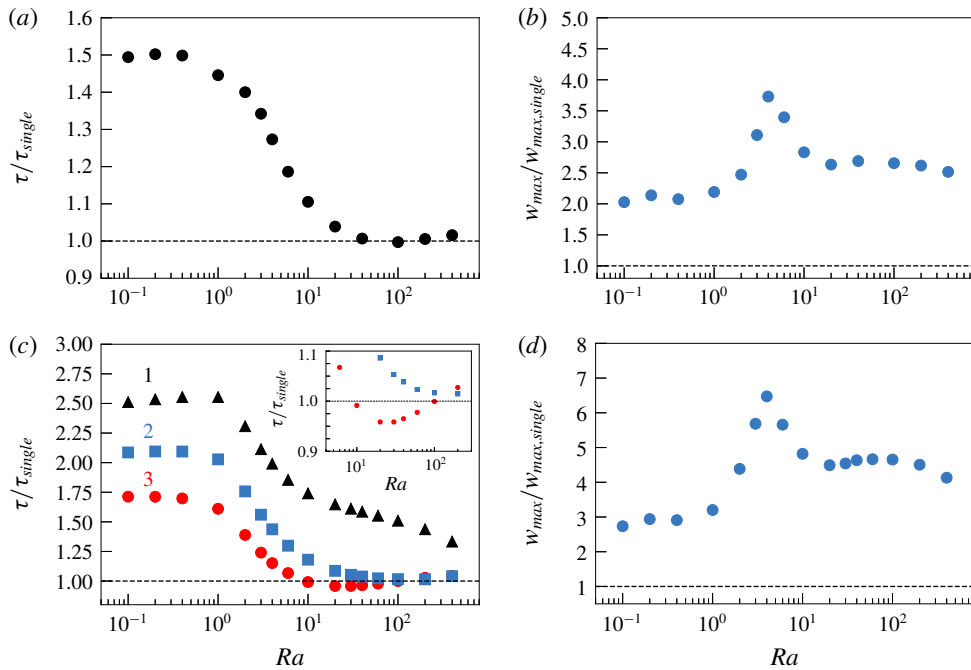 (a)
1.6
1.5
1.4
1.3
1.2
1.1
1.0
0.9
τ/τsingle
10⁻¹ 10⁰ 10¹ 10²
(b)
5.0
4.5
4.0
3.5
3.0
2.5
2.0
1.5
1.0
wmax/wmax,single
10⁻¹ 10⁰ 10¹ 10²
(c)
3.00
2.75
2.50
2.25
2.00
1.75
1.50
1.25
1.00
τ/τsingle
1
2
3
1.1
1.0
0.9
τ/τsingle
10¹ 10²
Ra
10⁻¹ 10⁰ 10¹ 10²
Ra
(d)
8
7
6
5
4
3
2
1
wmax/wmax,single
10⁻¹ 10⁰ 10¹ 10²
Ra